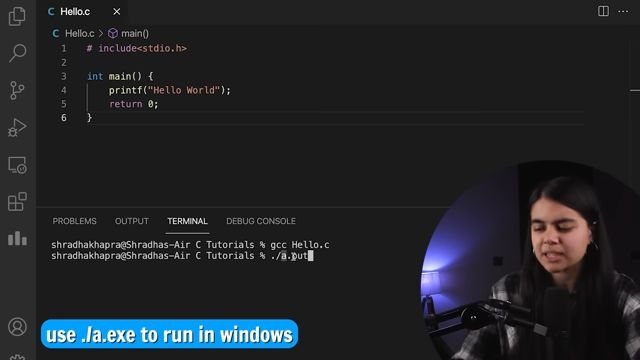 C Hello.c ×
C Hello.c > main()
1 # include<stdio.h>
2
3 int main() {
4 printf("Hello World");
5 return 0;
6 }
PROBLEMS OUTPUT TERMINAL DEBUG CONSOLE
shradhakhapra@Shradhas-Air C Tutorials % gcc Hello.c
shradhakhapra@Shradhas-Air C Tutorials % ./a.out
use ./a.exe to run in windows